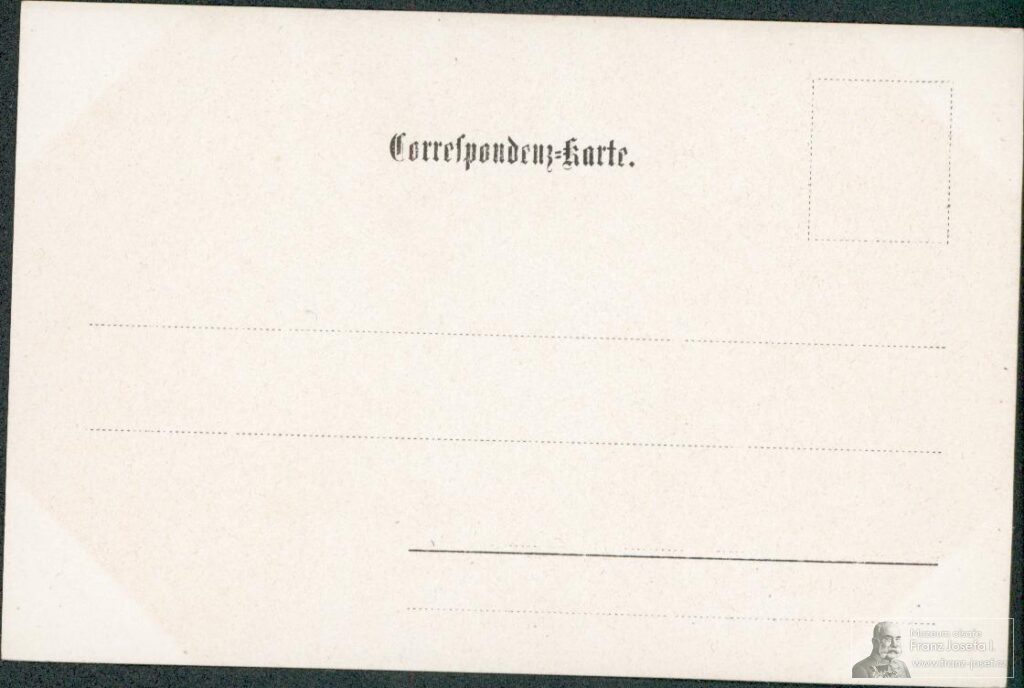 Correſpondenz=Karte.
Muzeum císaře
Franz Josefa I.
www.franz-josef.cz